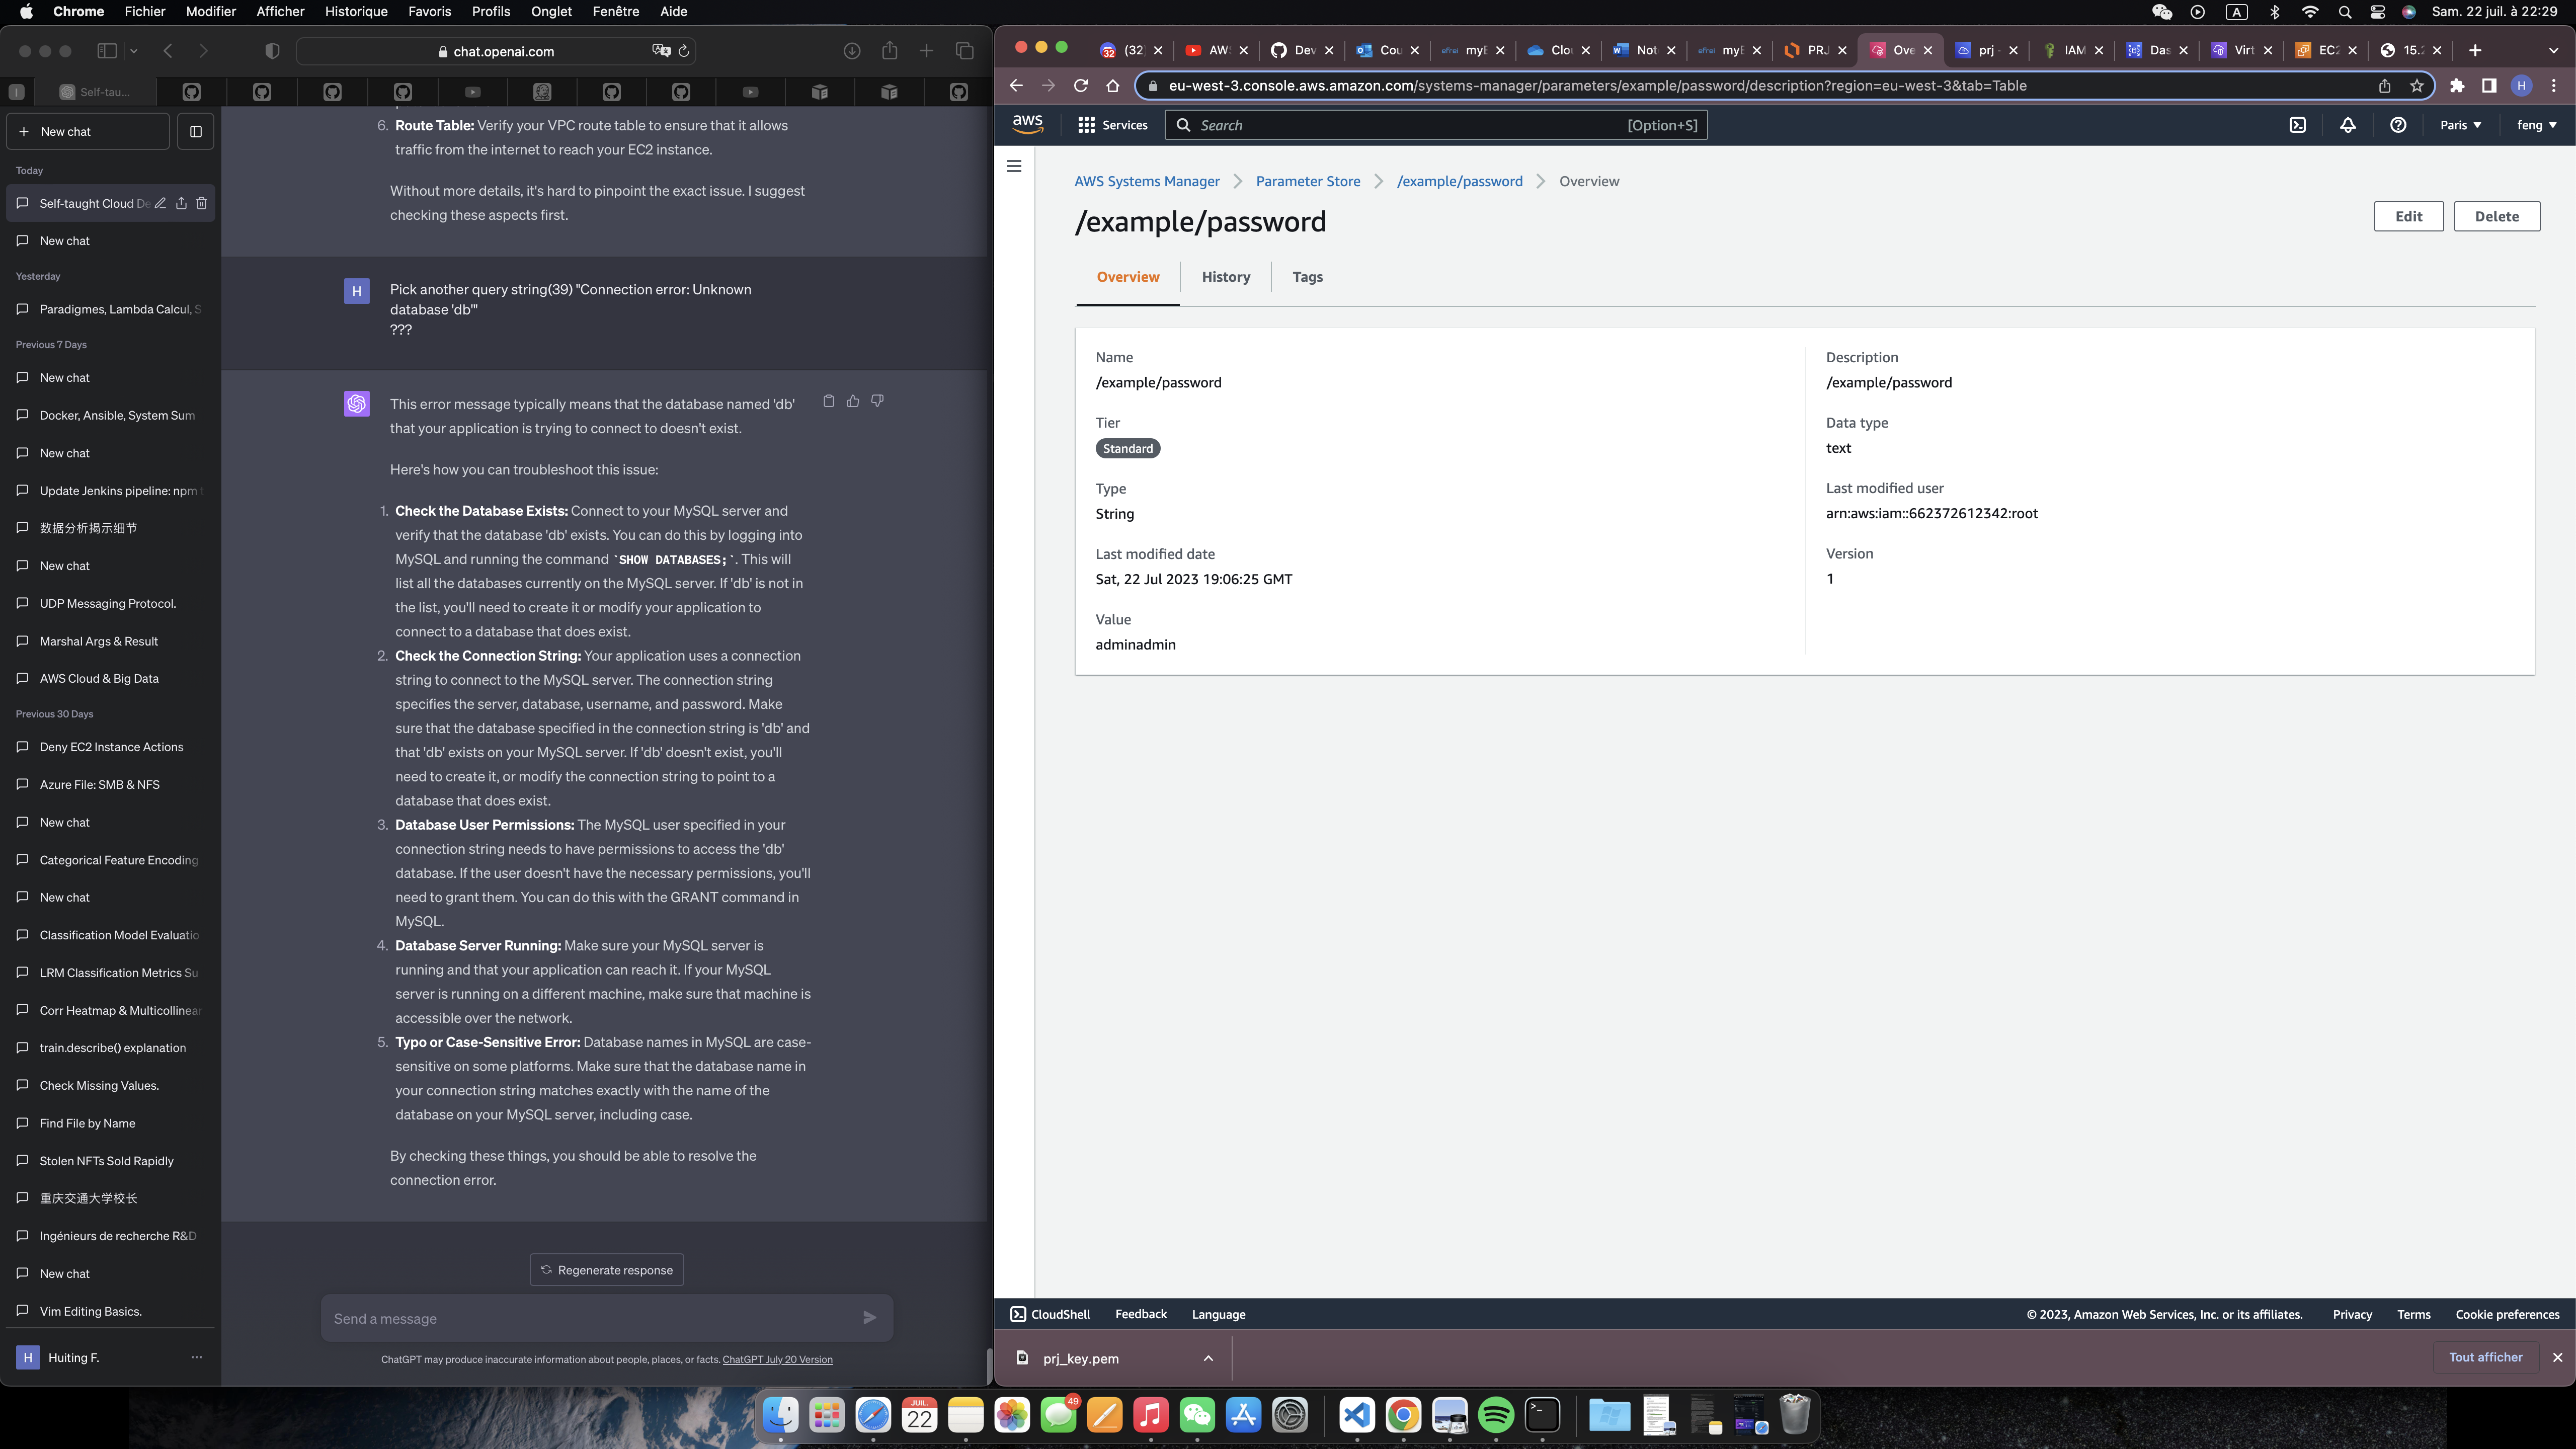 Chrome Fichier Modifier Afficher Historique Favoris Profils Onglet Fenêtre Aide
A
Sam. 22 juil. à 22:29
chat.openai.com
Self-tau...
New chat
Today
Self-taught Cloud De
New chat
Yesterday
Paradigmes, Lambda Calcul, S
Previous 7 Days
New chat
Docker, Ansible, System Sum
New chat
Update Jenkins pipeline: npm t
数据分析揭示细节
New chat
UDP Messaging Protocol.
Marshal Args & Result
AWS Cloud & Big Data
Previous 30 Days
Deny EC2 Instance Actions
Azure File: SMB & NFS
New chat
Categorical Feature Encoding
New chat
Classification Model Evaluatio
LRM Classification Metrics Su
Corr Heatmap & Multicollinear
train.describe() explanation
Check Missing Values.
Find File by Name
Stolen NFTs Sold Rapidly
重庆交通大学校长
Ingénieurs de recherche R&D
New chat
Vim Editing Basics.
H Huiting F.
6. Route Table: Verify your VPC route table to ensure that it allows
traffic from the internet to reach your EC2 instance.
Without more details, it's hard to pinpoint the exact issue. I suggest
checking these aspects first.
H
Pick another query string(39) "Connection error: Unknown
database 'db'"
???
This error message typically means that the database named 'db'
that your application is trying to connect to doesn't exist.
Here's how you can troubleshoot this issue:
1. Check the Database Exists: Connect to your MySQL server and
verify that the database 'db' exists. You can do this by logging into
MySQL and running the command `SHOW DATABASES;`. This will
list all the databases currently on the MySQL server. If 'db' is not in
the list, you'll need to create it or modify your application to
connect to a database that does exist.
2. Check the Connection String: Your application uses a connection
string to connect to the MySQL server. The connection string
specifies the server, database, username, and password. Make
sure that the database specified in the connection string is 'db' and
that 'db' exists on your MySQL server. If 'db' doesn't exist, you'll
need to create it, or modify the connection string to point to a
database that does exist.
3. Database User Permissions: The MySQL user specified in your
connection string needs to have permissions to access the 'db'
database. If the user doesn't have the necessary permissions, you'll
need to grant them. You can do this with the GRANT command in
MySQL.
4. Database Server Running: Make sure your MySQL server is
running and that your application can reach it. If your MySQL
server is running on a different machine, make sure that machine is
accessible over the network.
5. Typo or Case-Sensitive Error: Database names in MySQL are case-
sensitive on some platforms. Make sure that the database name in
your connection string matches exactly with the name of the
database on your MySQL server, including case.
By checking these things, you should be able to resolve the
connection error.
Regenerate response
Send a message
ChatGPT may produce inaccurate information about people, places, or facts. ChatGPT July 20 Version
32 (32) AW Dev Cou efrei myE Clou Not efrei myE PRJ Ove prj IAM Das Virt EC2 15.2
eu-west-3.console.aws.amazon.com/systems-manager/parameters/example/password/description?region=eu-west-3&tab=Table
H
aws Services Search [Option+S] Paris feng
AWS Systems Manager Parameter Store /example/password Overview
/example/password
Edit Delete
Overview History Tags
Name
/example/password
Tier
Standard
Type
String
Last modified date
Sat, 22 Jul 2023 19:06:25 GMT
Value
adminadmin
Description
/example/password
Data type
text
Last modified user
arn:aws:iam::662372612342:root
Version
1
CloudShell Feedback Language
© 2023, Amazon Web Services, Inc. or its affiliates. Privacy Terms Cookie preferences
prj_key.pem
Tout afficher
JUIL.
22
49